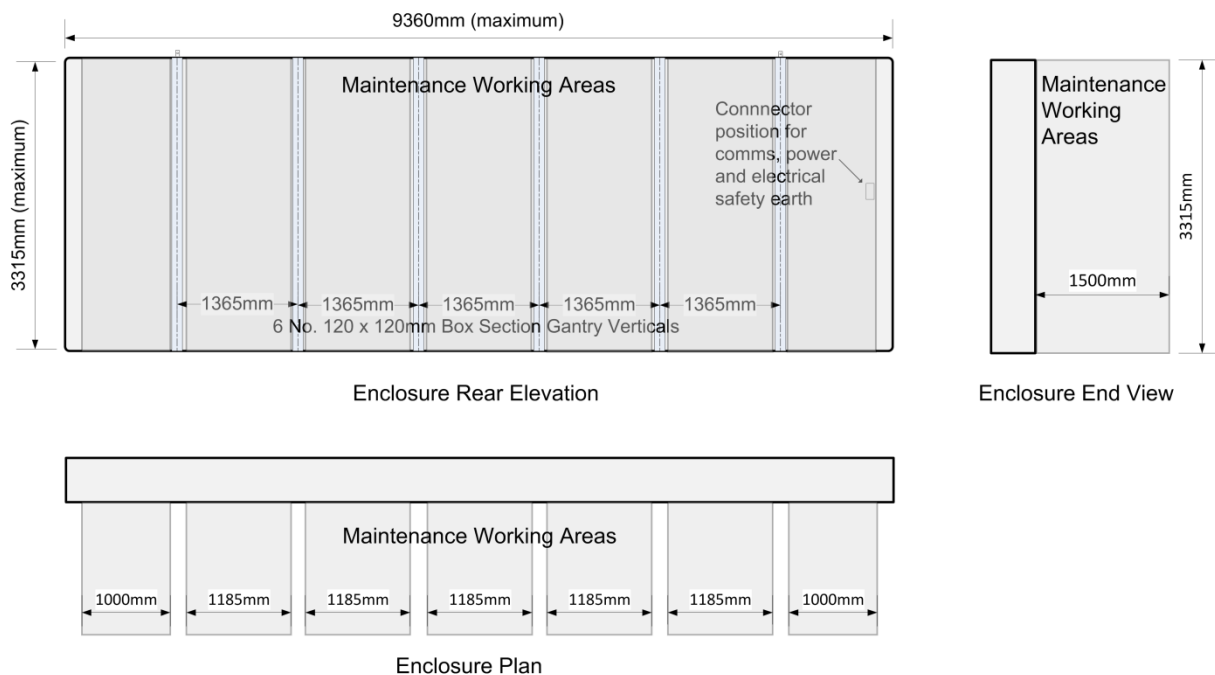 9360mm (maximum)
3315mm (maximum)
Maintenance Working Areas
Connnector
position for
comms, power
and electrical
safety earth
1365mm
1365mm
1365mm
1365mm
1365mm
6 No. 120 x 120mm Box Section Gantry Verticals
Enclosure Rear Elevation
Maintenance
Working
Areas
1500mm
3315mm
Enclosure End View
Maintenance Working Areas
1000mm
1185mm
1185mm
1185mm
1185mm
1185mm
1000mm
Enclosure Plan